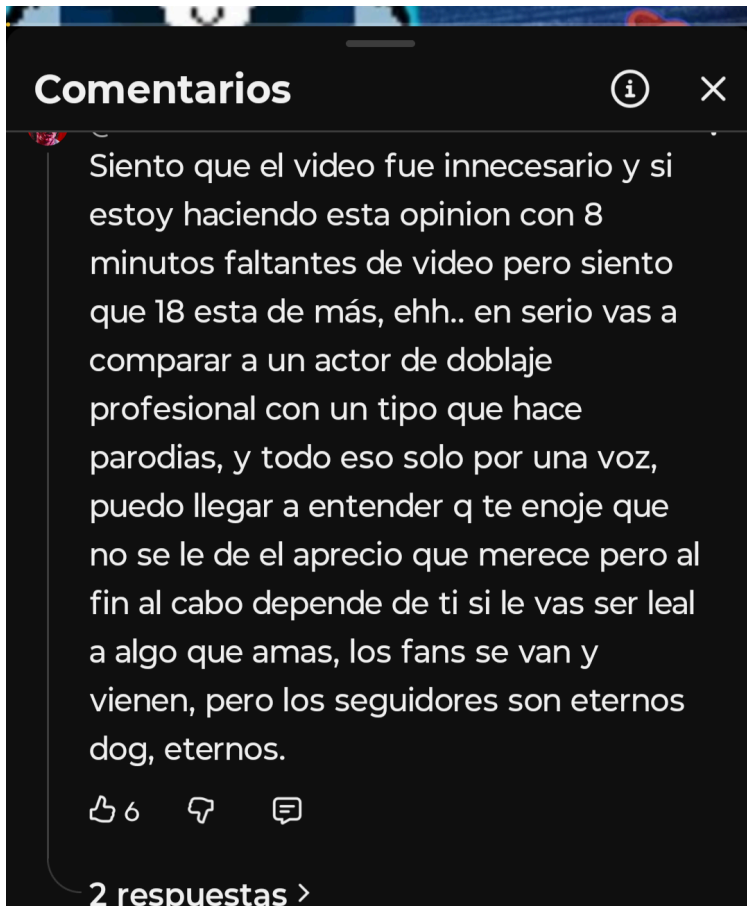 Comentarios
Siento que el video fue innecesario y si
estoy haciendo esta opinion con 8
minutos faltantes de video pero siento
que 18 esta de más, ehh.. en serio vas a
comparar a un actor de doblaje
profesional con un tipo que hace
parodias, y todo eso solo por una voz,
puedo llegar a entender q te enoje que
no se le de el aprecio que merece pero al
fin al cabo depende de ti si le vas ser leal
a algo que amas, los fans se van y
vienen, pero los seguidores son eternos
dog, eternos.
6
2 respuestas